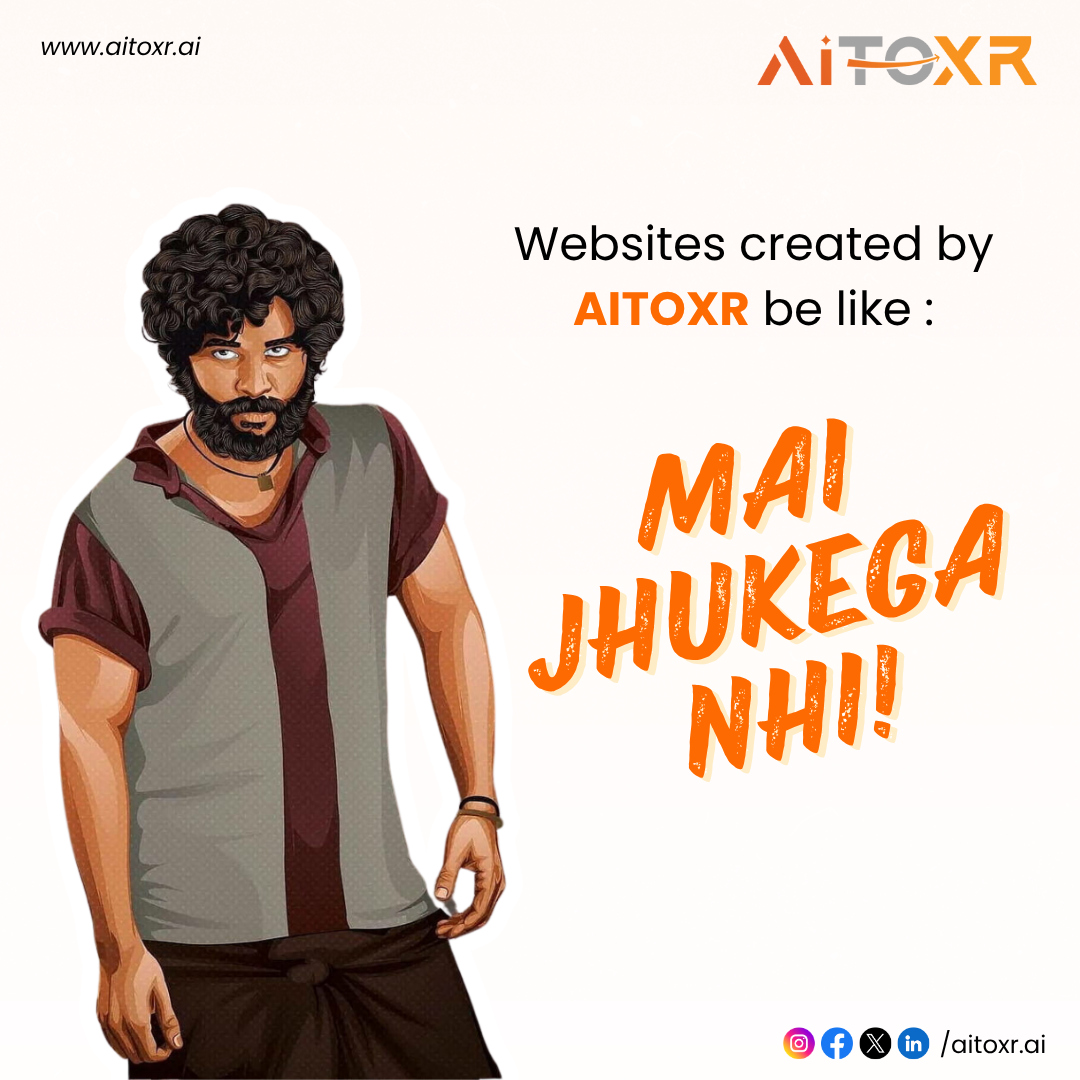 www.aitoxr.ai
AiTOXR
Websites created by
AITOXR be like :
MAI
JHUKEGA
NHI!
/aitoxr.ai